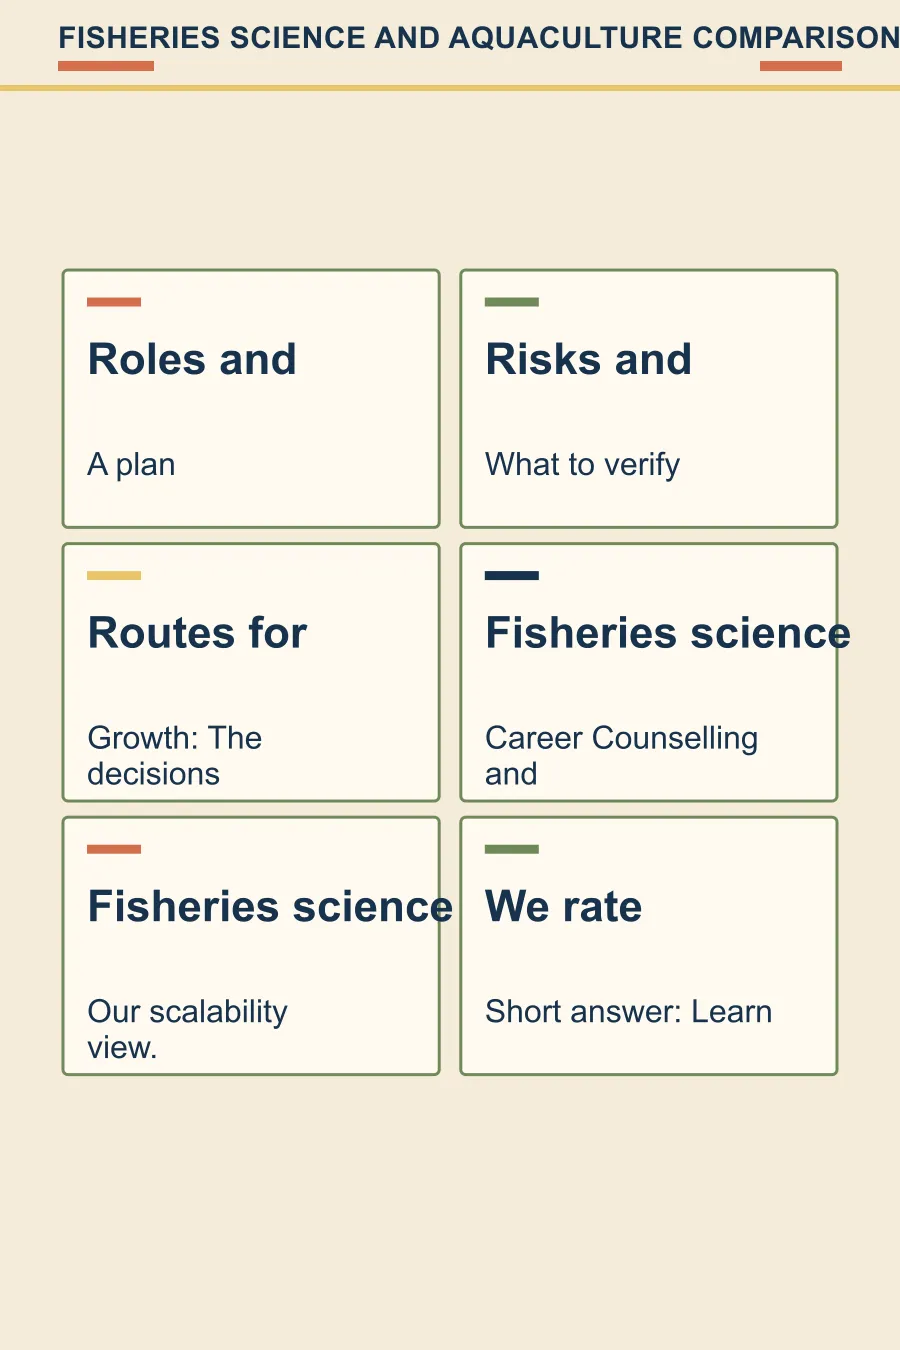 FISHERIES SCIENCE AND AQUACULTURE COMPARISON
Roles and
A plan
Risks and
What to verify
Routes for
Growth: The
decisions
Fisheries science
Career Counselling
and
Fisheries science
Our scalability
view.
We rate
Short answer: Learn